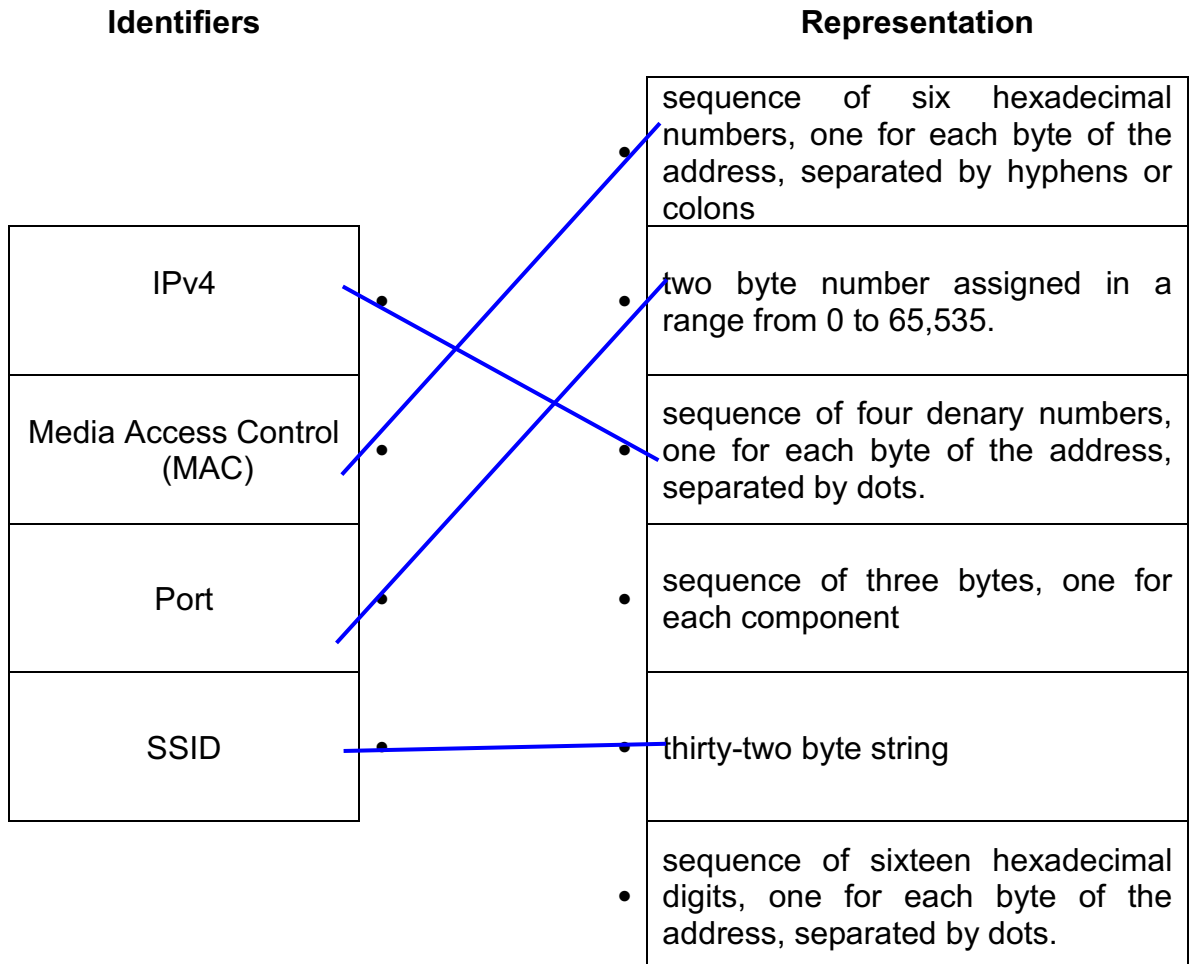 Identifiers
Representation
sequence of six hexadecimal
numbers, one for each byte of the
address, separated by hyphens or
colons
IPv4
two byte number assigned in a
range from 0 to 65,535.
Media Access Control
(MAC)
sequence of four denary numbers,
one for each byte of the address,
separated by dots.
Port
sequence of three bytes, one for
each component
SSID
thirty-two byte string
sequence of sixteen hexadecimal
digits, one for each byte of the
address, separated by dots.